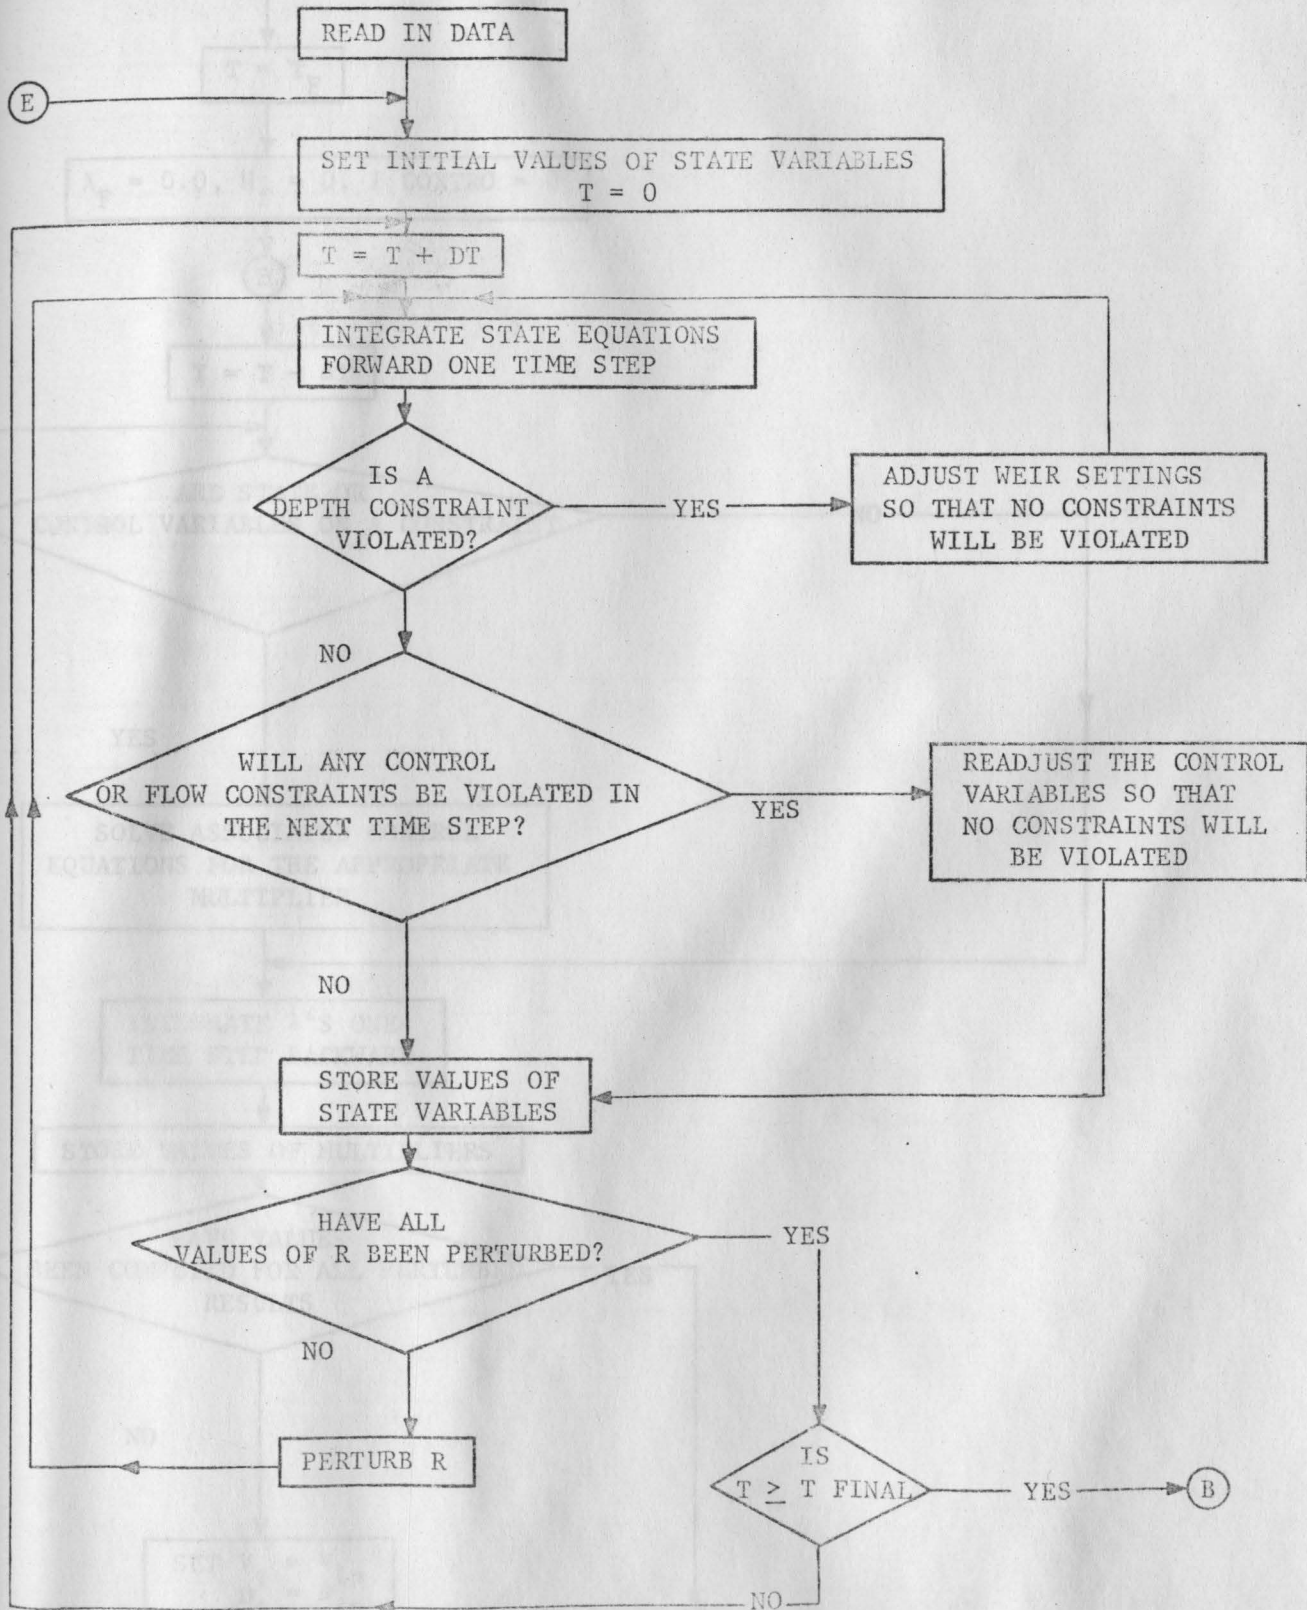 READ IN DATA
E
SET INITIAL VALUES OF STATE VARIABLES
T = 0
T = T + DT
INTEGRATE STATE EQUATIONS
FORWARD ONE TIME STEP
IS A
DEPTH CONSTRAINT
VIOLATED?
YES
ADJUST WEIR SETTINGS
SO THAT NO CONSTRAINTS
WILL BE VIOLATED
NO
WILL ANY CONTROL
OR FLOW CONSTRAINTS BE VIOLATED IN
THE NEXT TIME STEP?
YES
READJUST THE CONTROL
VARIABLES SO THAT
NO CONSTRAINTS WILL
BE VIOLATED
NO
STORE VALUES OF
STATE VARIABLES
HAVE ALL
VALUES OF R BEEN PERTURBED?
YES
NO
PERTURB R
IS
T ≥ T FINAL
YES
B
NO